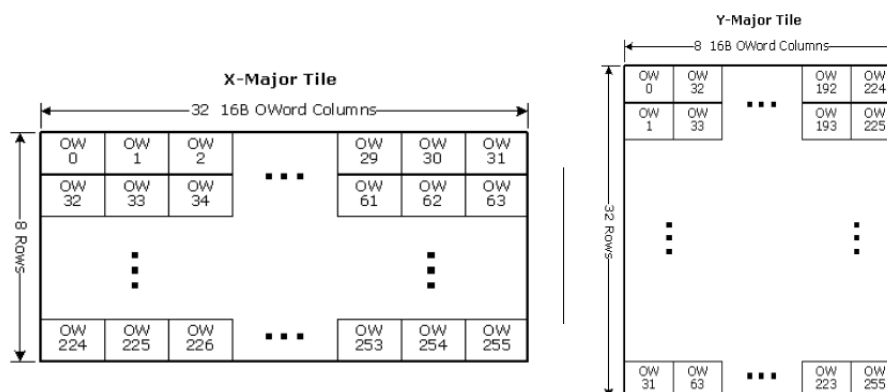 X-Major Tile
32 16B OWord Columns
8 Rows
OW 0 OW 1 OW 2 ... OW 29 OW 30 OW 31
OW 32 OW 33 OW 34 OW 61 OW 62 OW 63
OW 224 OW 225 OW 226 ... OW 253 OW 254 OW 255
Y-Major Tile
8 16B OWord Columns
32 Rows
OW 0 OW 32 ... OW 192 OW 224
OW 1 OW 33 OW 193 OW 225
OW 31 OW 63 ... OW 223 OW 255